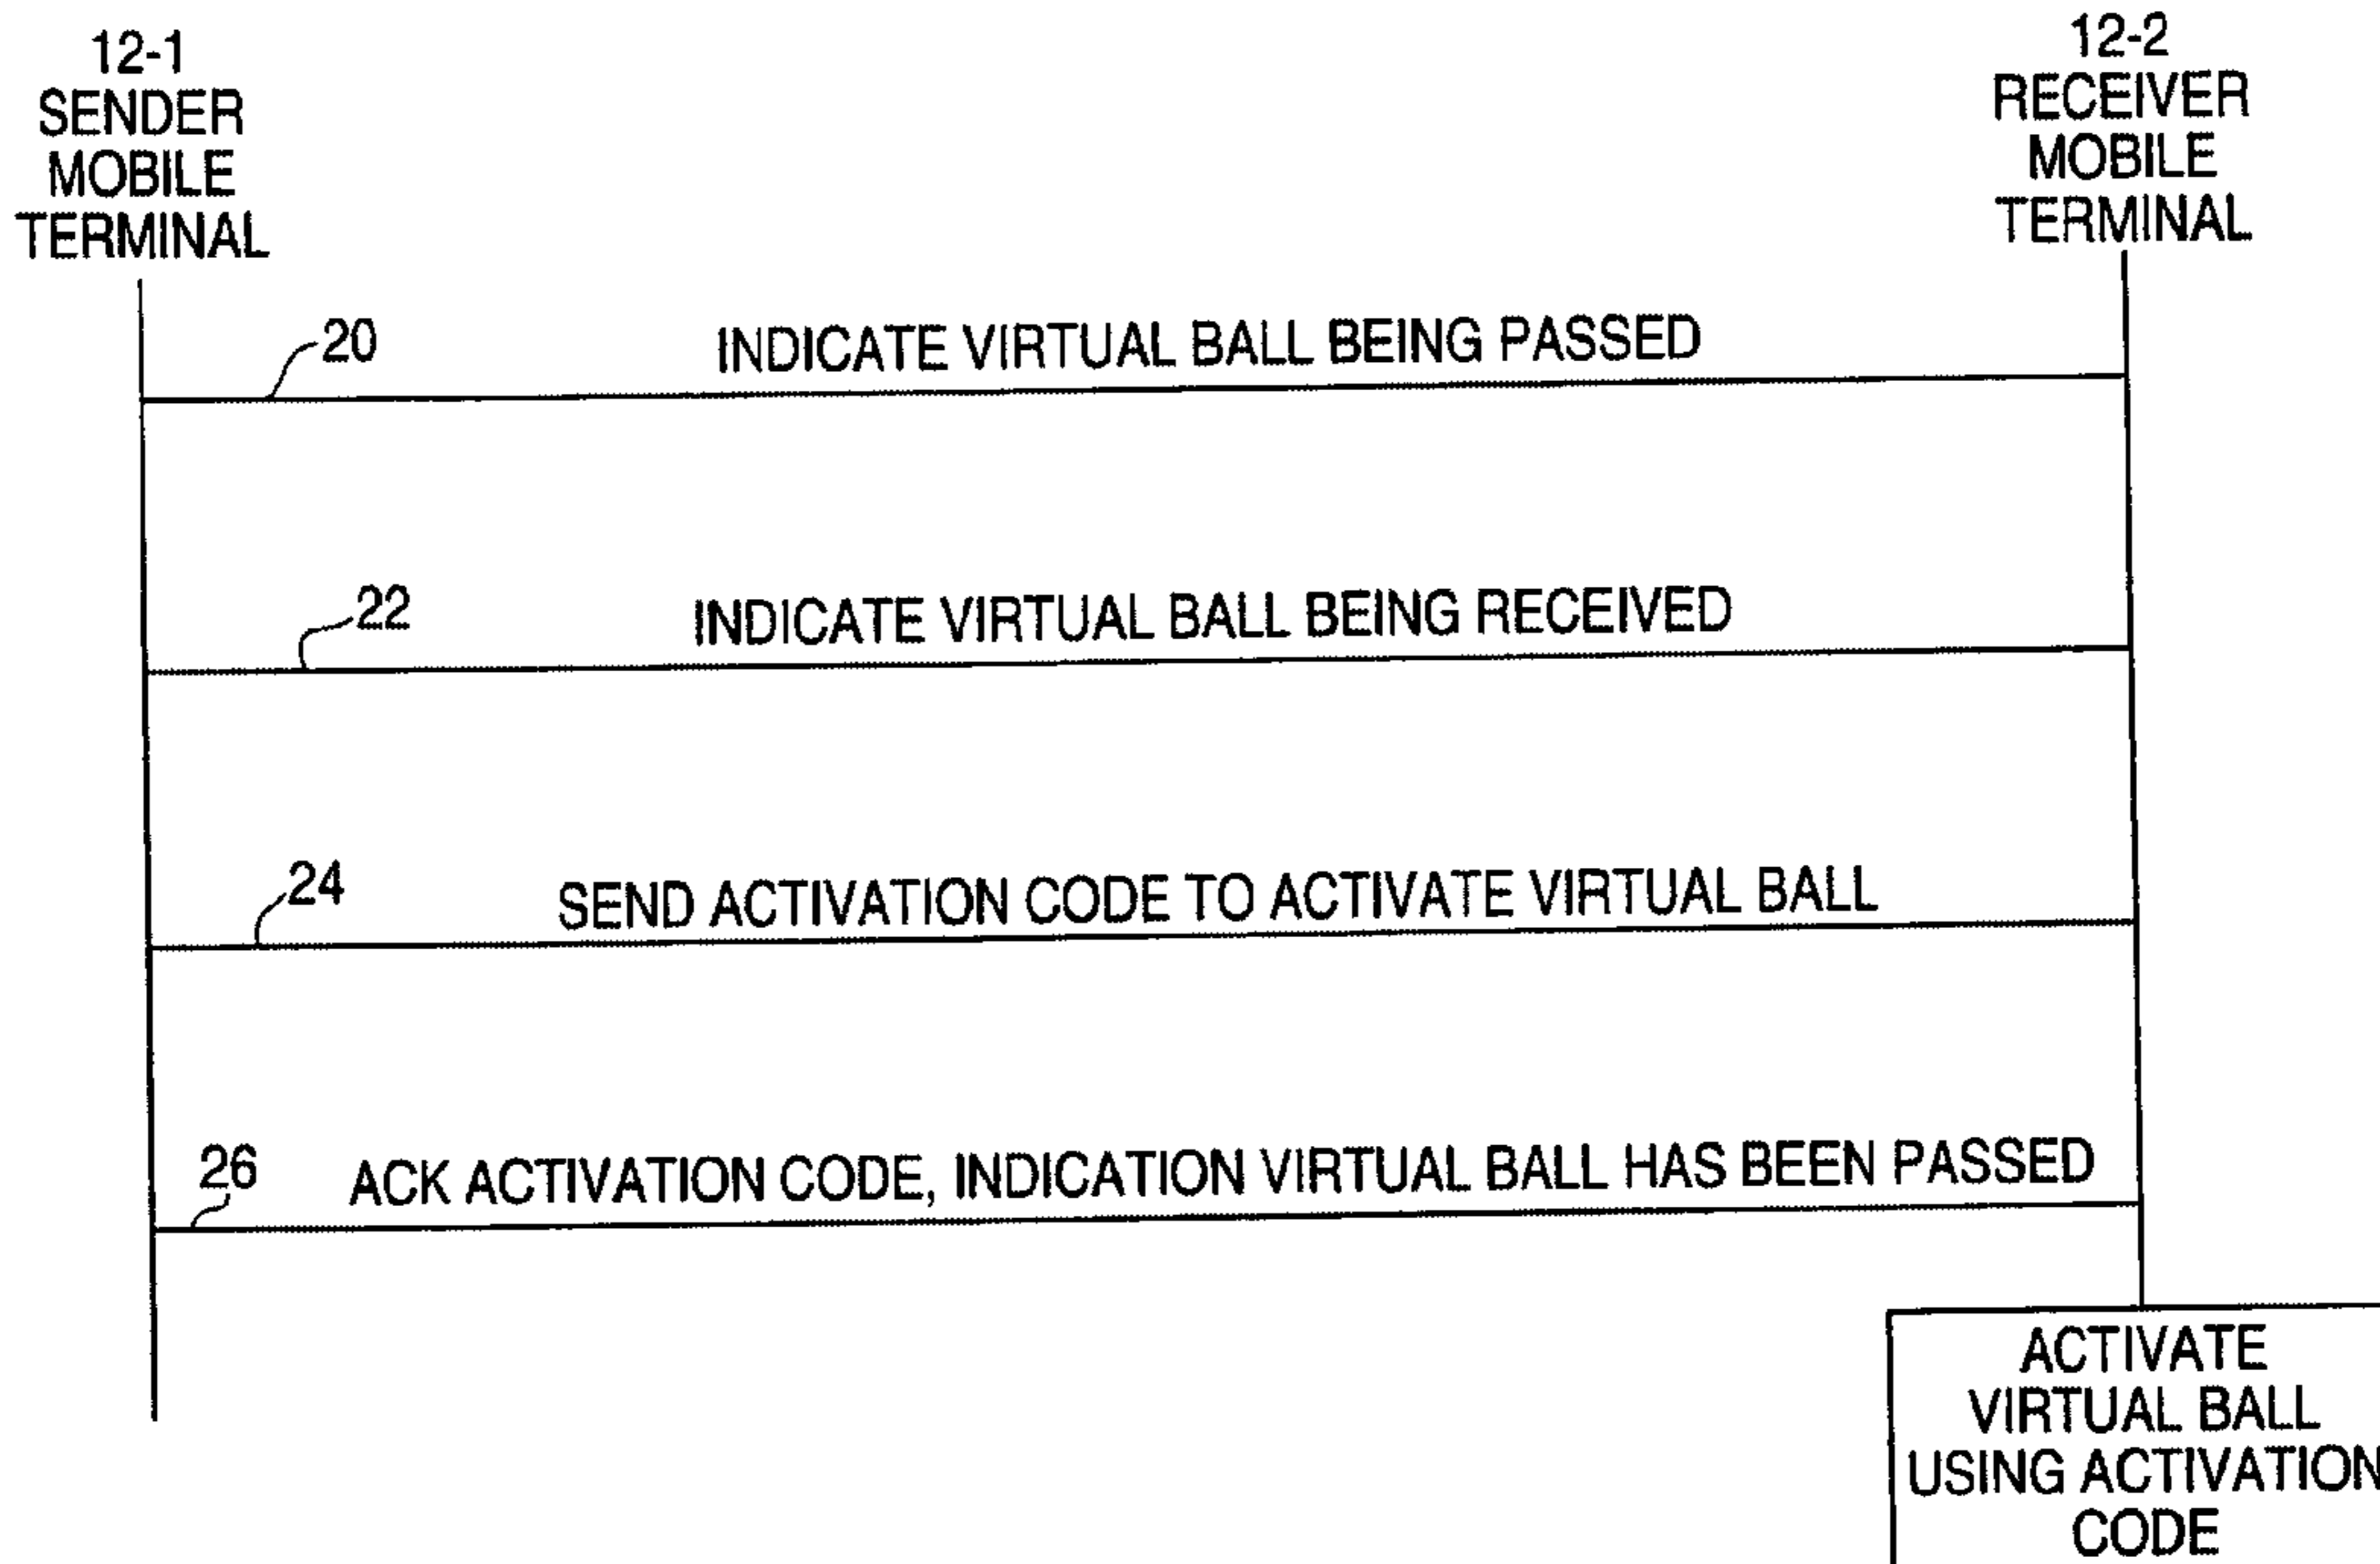 12-1
SENDER
MOBILE
TERMINAL
12-2
RECEIVER
MOBILE
TERMINAL
20
INDICATE VIRTUAL BALL BEING PASSED
22
INDICATE VIRTUAL BALL BEING RECEIVED
24
SEND ACTIVATION CODE TO ACTIVATE VIRTUAL BALL
26
ACK ACTIVATION CODE, INDICATION VIRTUAL BALL HAS BEEN PASSED
ACTIVATE
VIRTUAL BALL
USING ACTIVATION
CODE